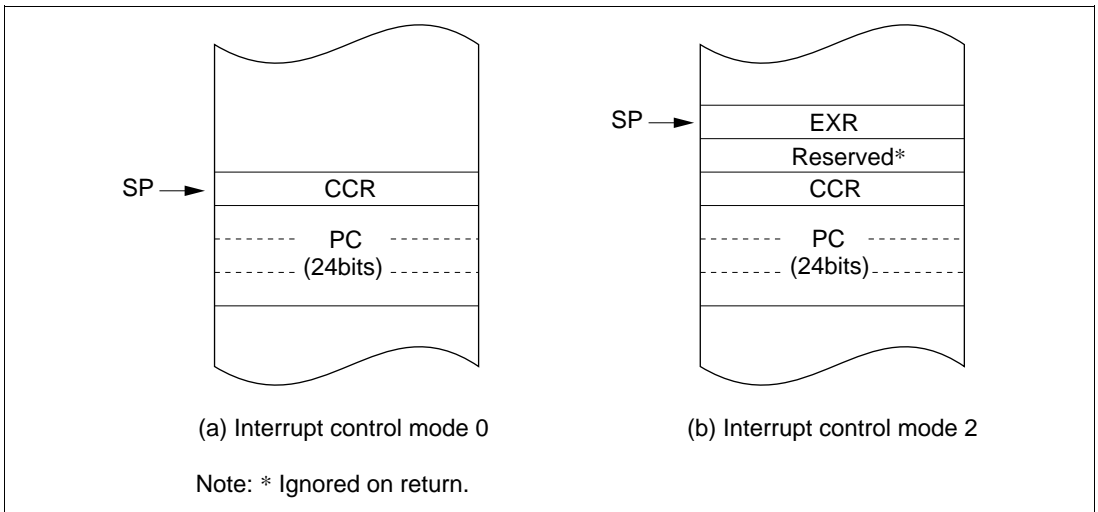 SP
CCR
PC
(24bits)
(a) Interrupt control mode 0
SP
EXR
Reserved*
CCR
PC
(24bits)
(b) Interrupt control mode 2
Note: * Ignored on return.